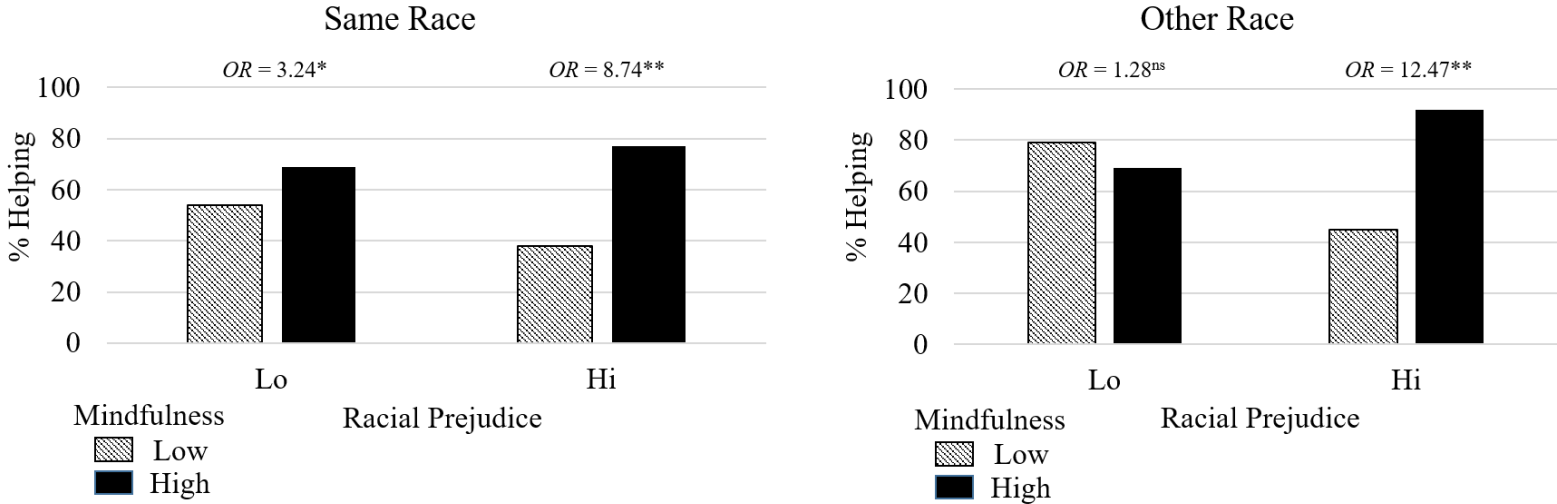 Same Race
OR = 3.24*
OR = 8.74**
100
80
60
40
20
0
% Helping
Lo
Hi
Racial Prejudice
Mindfulness
Low
High
Other Race
OR = 1.28ns
OR = 12.47**
100
80
60
40
20
0
% Helping
Lo
Hi
Racial Prejudice
Mindfulness
Low
High